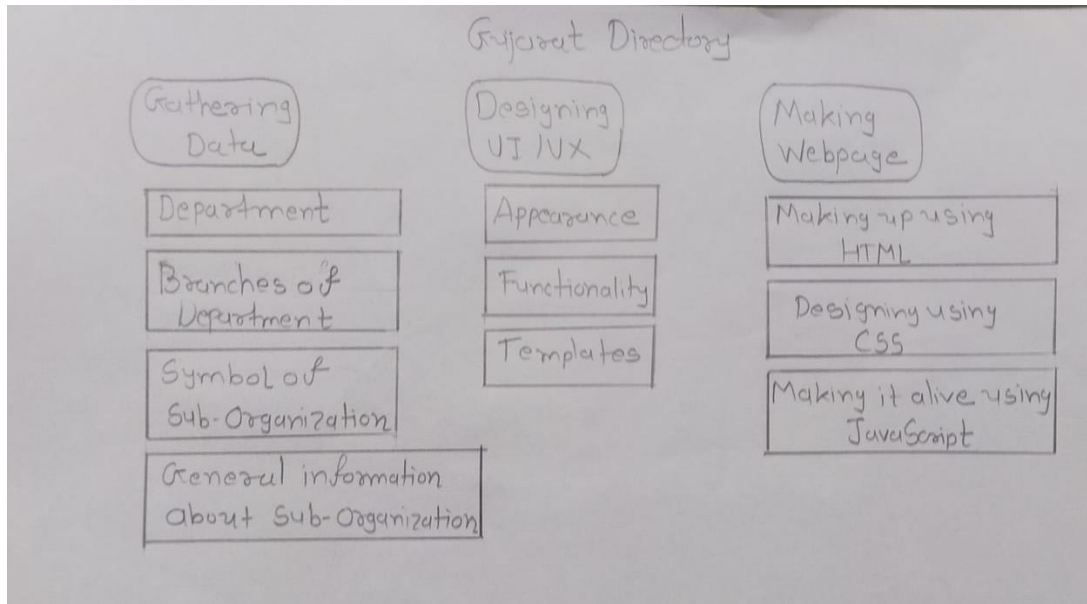 Gujarat Directory
Gathering
Data
Department
Branches of
Department
Symbol of
Sub-Organization
General information
about Sub-Organization
Designing
UI/UX
Appearance
Functionality
Templates
Making
Webpage
Making up using
HTML
Designing using
CSS
Making it alive using
JavaScript